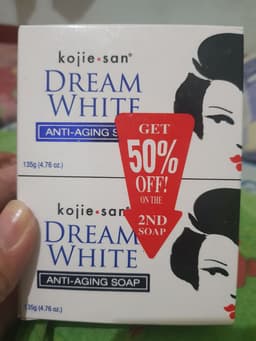 kojie•san®
DREAM
WHITE
ANTI-AGING S
135g (4.76 oz.)
GET
50%
OFF!
ON THE
2ND
SOAP
kojie•san
DREAM
WHITE
ANTI-AGING SOAP
135g (4.76 oz.)